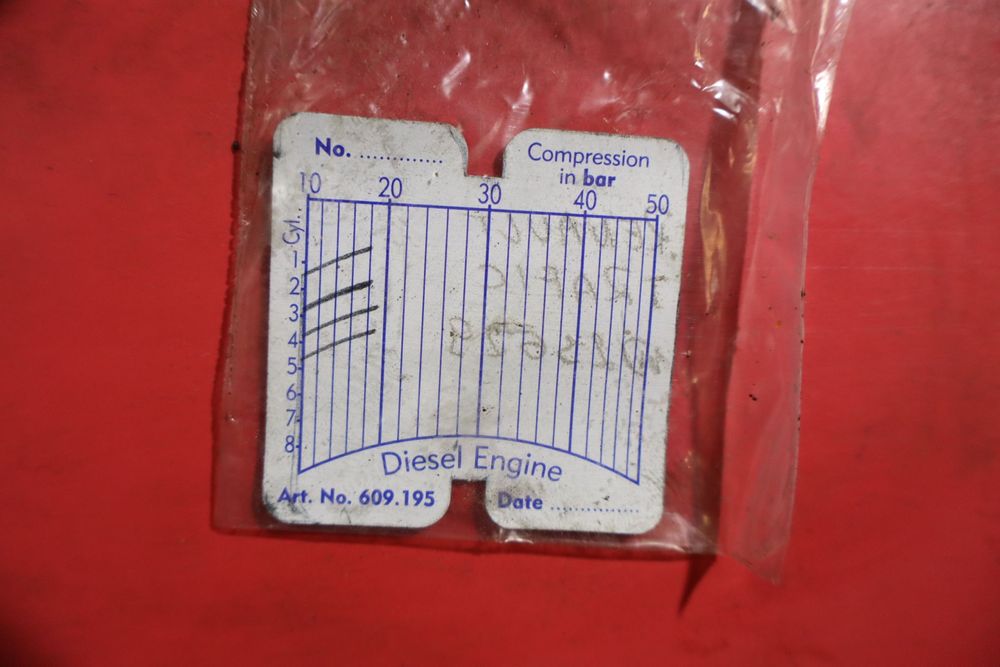 No. .............
Compression
in bar
10 20 30 40 50
Cyl.
1
2
3
4
5
6
7
8
Diesel Engine
Art. No. 609.195
Date ...............